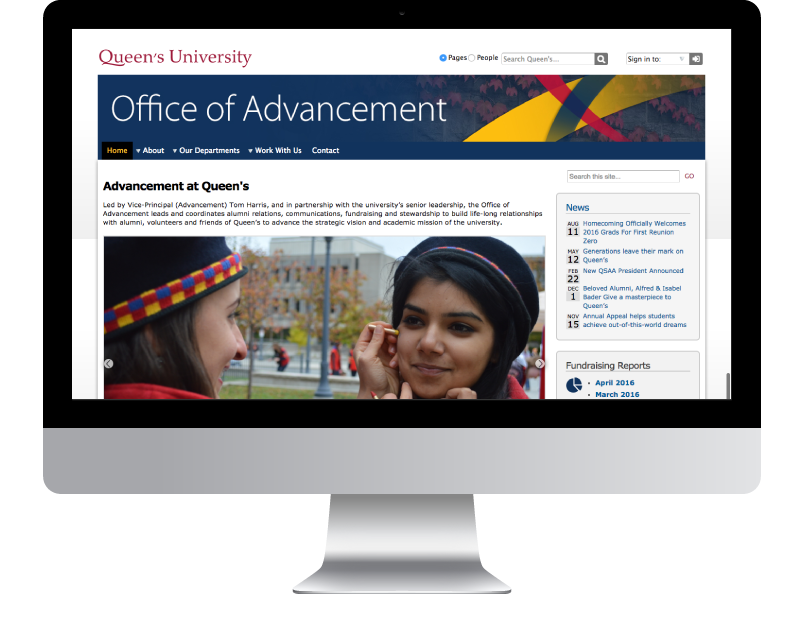 Queen's University
Pages People Search Queen's... Sign in to:
Office of Advancement
Home About Our Departments Work With Us Contact
Search this site... GO
Advancement at Queen's
Led by Vice-Principal (Advancement) Tom Harris, and in partnership with the university's senior leadership, the Office of
Advancement leads and coordinates alumni relations, communications, fundraising and stewardship to build life-long relationships
with alumni, volunteers and friends of Queen's to advance the strategic vision and academic mission of the university.
News
AUG 11 Homecoming Officially Welcomes
2016 Grads For First Reunion
Zero
MAY 12 Generations leave their mark on
Queen's
FEB 22 New QSAA President Announced
DEC 1 Beloved Alumni, Alfred & Isabel
Bader Give a masterpiece to
Queen's
NOV 15 Annual Appeal helps students
achieve out-of-this-world dreams
Fundraising Reports
• April 2016
• March 2016